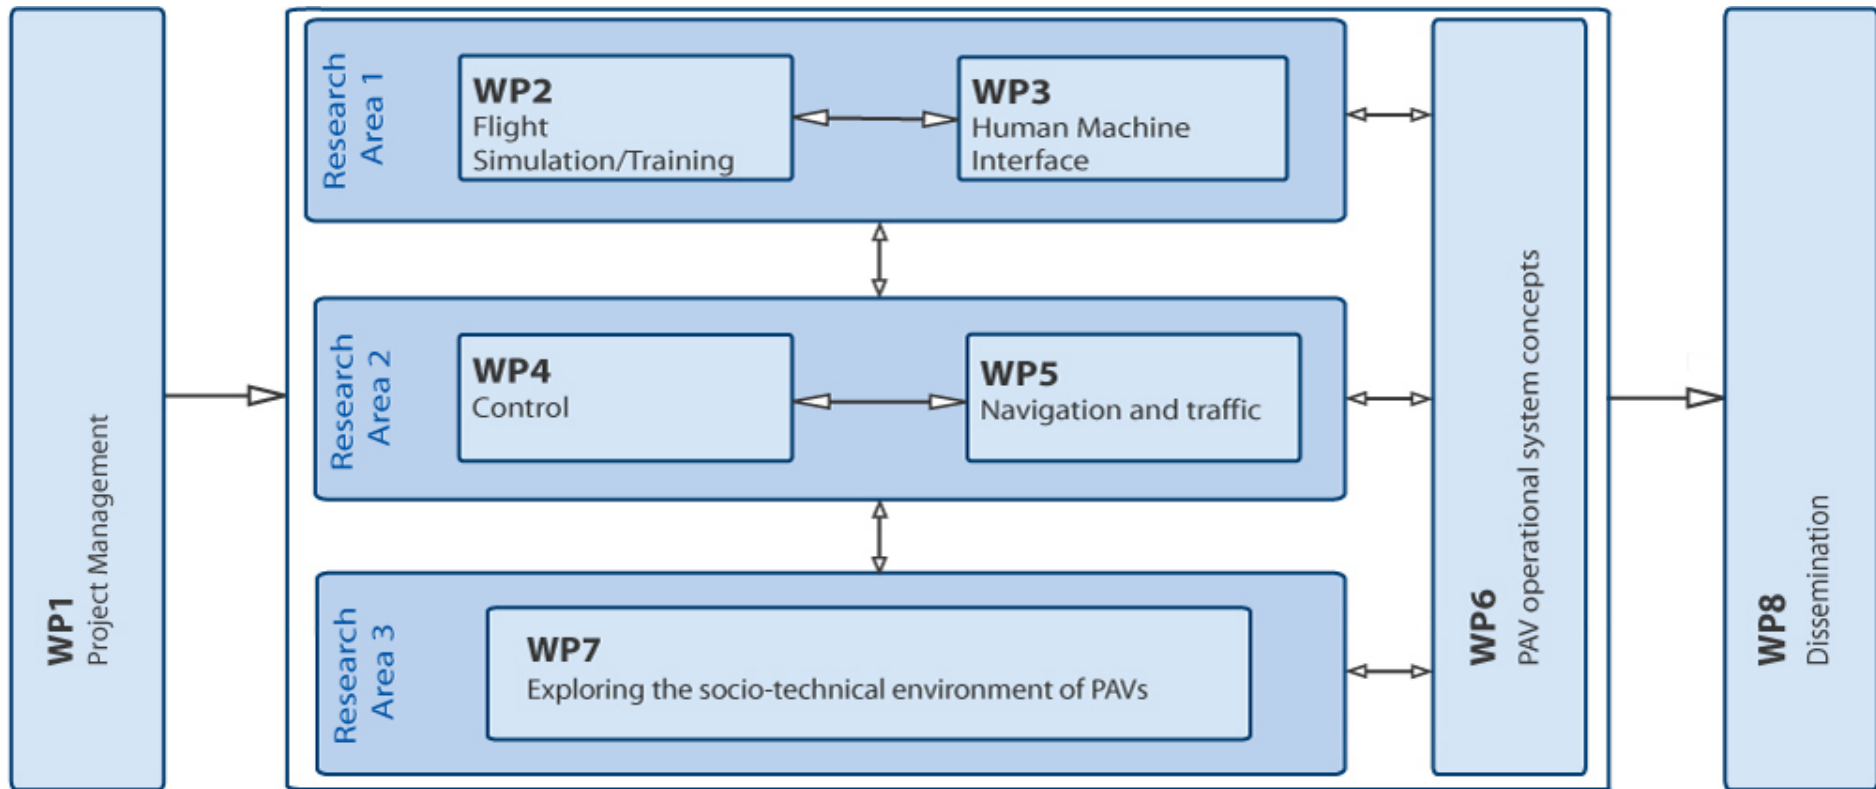 WP1
Project Management
Research
Area 1
WP2
Flight
Simulation/Training
WP3
Human Machine
Interface
Research
Area 2
WP4
Control
WP5
Navigation and traffic
Research
Area 3
WP7
Exploring the socio-technical environment of PAVs
WP6
PAV operational system concepts
WP8
Dissemination